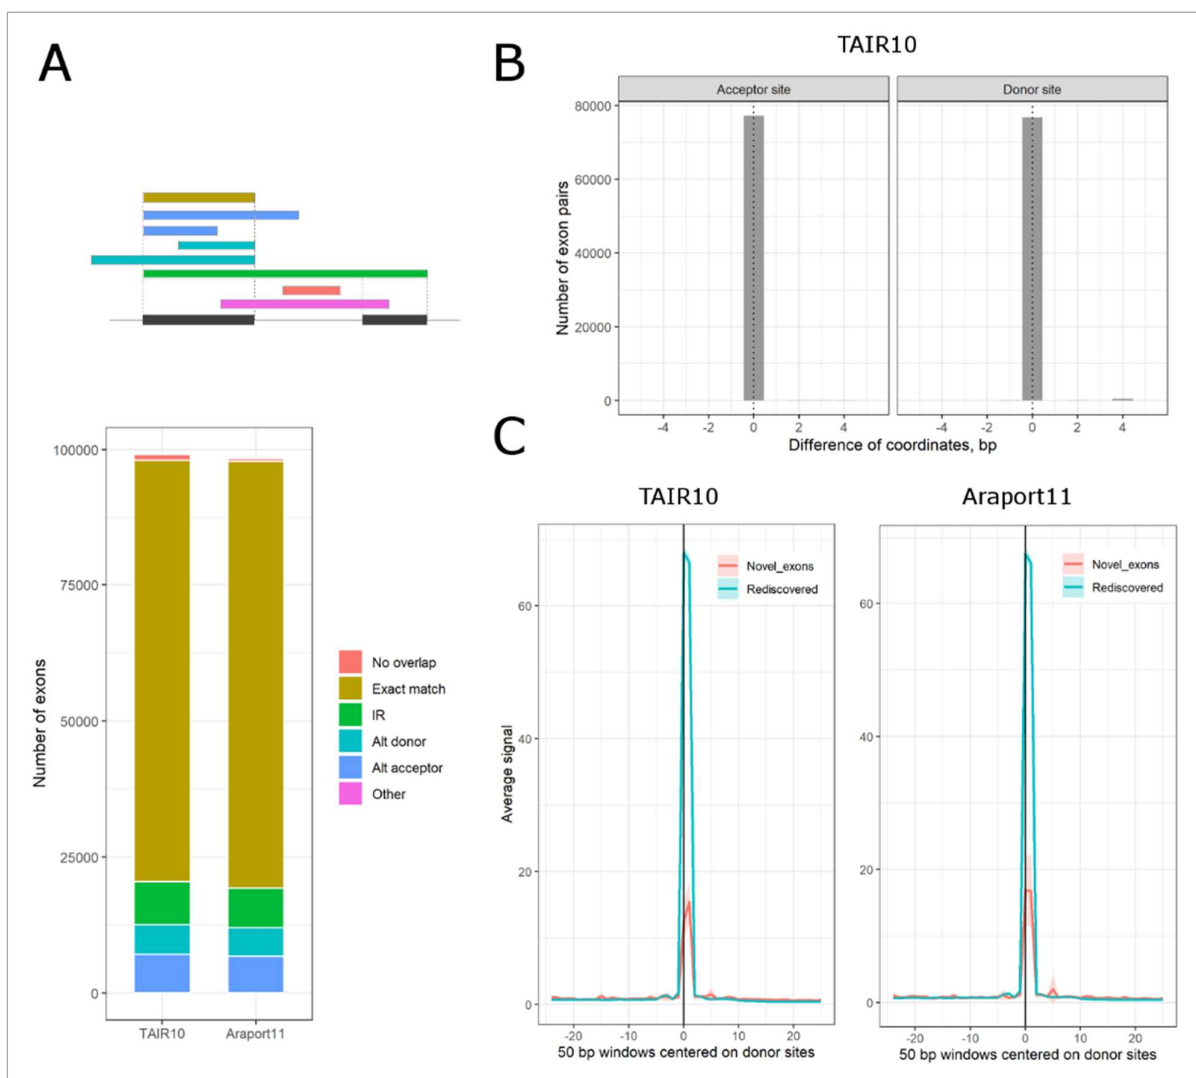 A
100000
75000
50000
25000
0
Number of exons
TAIR10
Araport11
No overlap
Exact match
IR
Alt donor
Alt acceptor
Other
B
TAIR10
Acceptor site
Donor site
80000
60000
40000
20000
0
Number of exon pairs
-4 -2 0 2 4
-4 -2 0 2 4
Difference of coordinates, bp
C
TAIR10
Novel_exons
Rediscovered
60
40
20
0
Average signal
-20 -10 0 10 20
50 bp windows centered on donor sites
Araport11
Novel_exons
Rediscovered
60
40
20
0
-20 -10 0 10 20
50 bp windows centered on donor sites